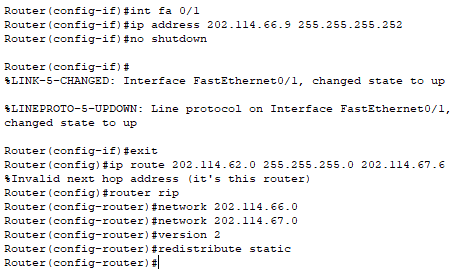 Router(config-if)#int fa 0/1
Router(config-if)#ip address 202.114.66.9 255.255.255.252
Router(config-if)#no shutdown

Router(config-if)#
%LINK-5-CHANGED: Interface FastEthernet0/1, changed state to up

%LINEPROTO-5-UPDOWN: Line protocol on Interface FastEthernet0/1,
changed state to up

Router(config-if)#exit
Router(config)#ip route 202.114.62.0 255.255.255.0 202.114.67.6
%Invalid next hop address (it's this router)
Router(config)#router rip
Router(config-router)#network 202.114.66.0
Router(config-router)#network 202.114.67.0
Router(config-router)#version 2
Router(config-router)#redistribute static
Router(config-router)#